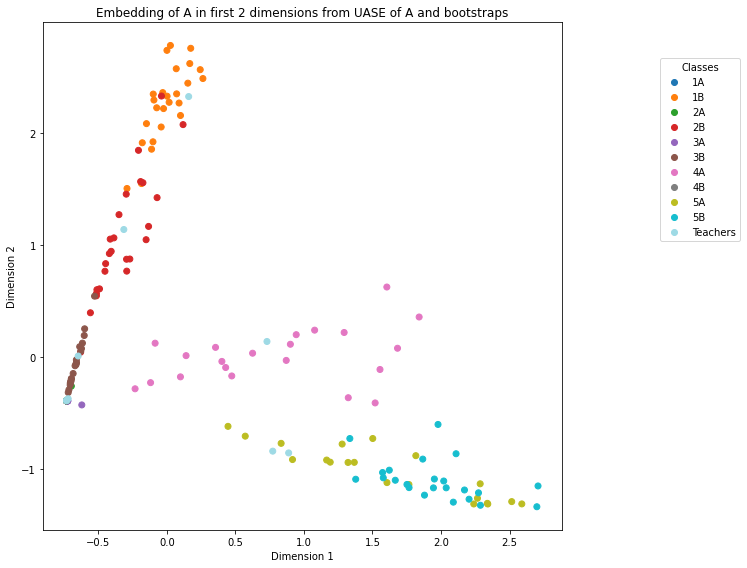 Embedding of A in first 2 dimensions from UASE of A and bootstraps
Classes
1A
1B
2A
2B
3A
3B
4A
4B
5A
5B
Teachers
Dimension 2
2
1
0
−1
−0.5
0.0
0.5
1.0
1.5
2.0
2.5
Dimension 1